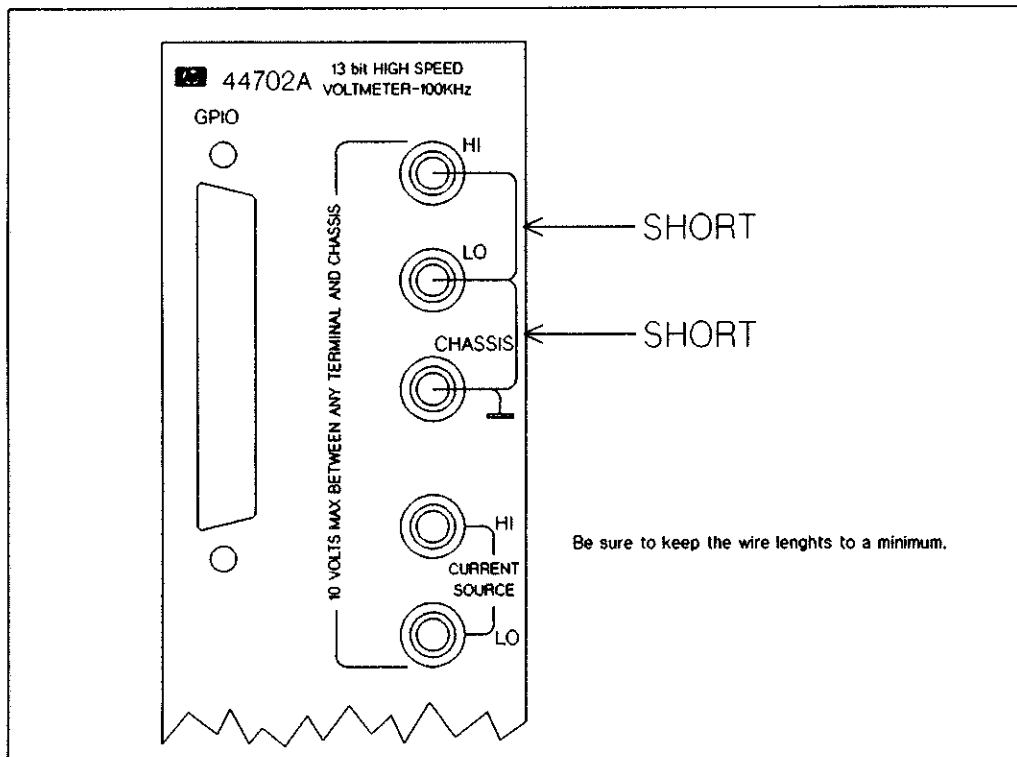 hp 44702A
13 bit HIGH SPEED
VOLTMETER-100KHz
GPIO
HI
LO
CHASSIS
10 VOLTS MAX BETWEEN ANY TERMINAL AND CHASSIS
SHORT
SHORT
HI
CURRENT
SOURCE
LO
Be sure to keep the wire lenghts to a minimum.